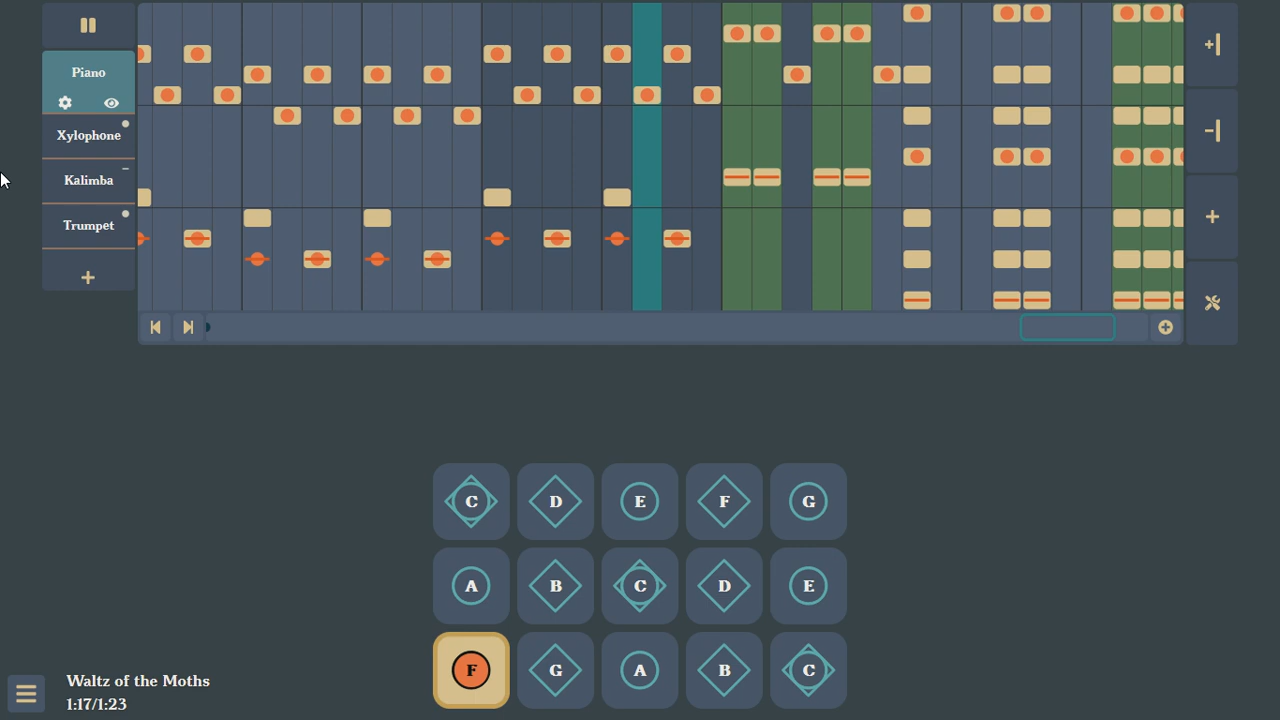 Piano
Xylophone
Kalimba
Trumpet
C D E F G
A B C D E
F G A B C
Waltz of the Moths
1:17/1:23